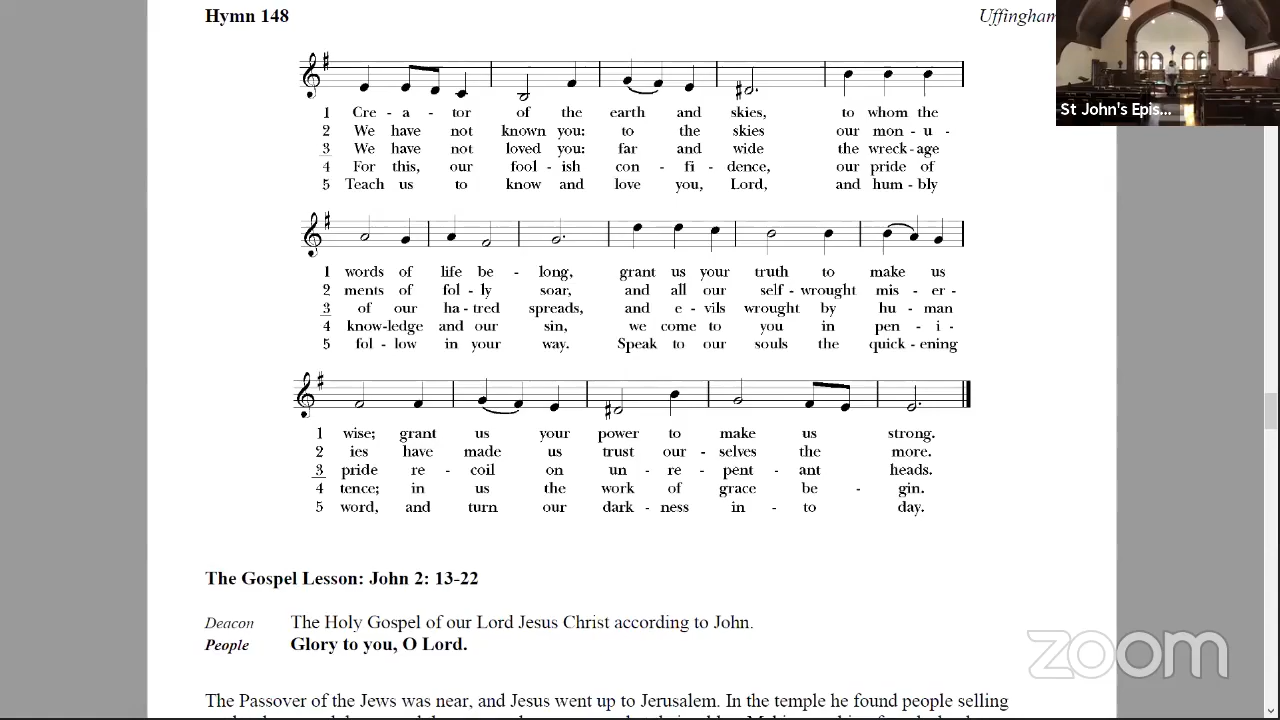 Hymn 148
Uffingham
St John's Epis...
1 Cre - a - tor of the earth and skies, to whom the
2 We have not known you: to the skies our mon - u -
3 We have not loved you: far and wide the wreck - age
4 For this, our fool - ish con - fi - dence, our pride of
5 Teach us to know and love you, Lord, and hum - bly
1 words of life be - long, grant us your truth to make us
2 ments of fol - ly soar, and all our self - wrought mis - er -
3 of our ha - tred spreads, and e - vils wrought by hu - man
4 know - ledge and our sin, we come to you in pen - i -
5 fol - low in your way. Speak to our souls the quick - ening
1 wise; grant us your power to make us strong.
2 ies have made us trust our - selves the more.
3 pride re - coil on un - re - pent - ant heads.
4 tence; in us the work of grace be - gin.
5 word, and turn our dark - ness in - to day.
The Gospel Lesson: John 2: 13-22
Deacon The Holy Gospel of our Lord Jesus Christ according to John.
People Glory to you, O Lord.
zoom
The Passover of the Jews was near, and Jesus went up to Jerusalem. In the temple he found people selling